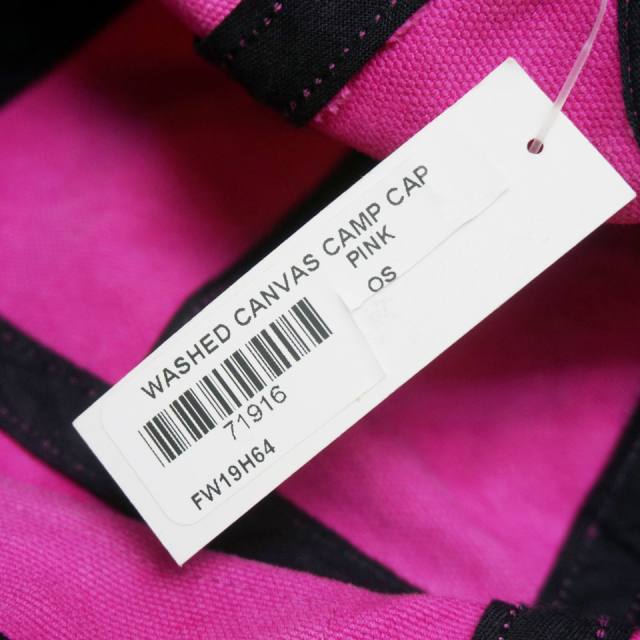 WASHED CANVAS CAMP CAP
PINK
OS
71916
FW19H64